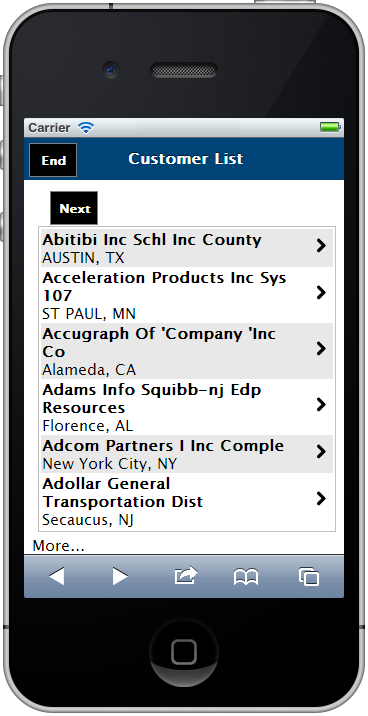 Carrier
End
Customer List
Next
Abitibi Inc Schl Inc County
AUSTIN, TX
Acceleration Products Inc Sys
107
ST PAUL, MN
Accugraph Of 'Company 'Inc
Co
Alameda, CA
Adams Info Squibb-nj Edp
Resources
Florence, AL
Adcom Partners I Inc Comple
New York City, NY
Adollar General
Transportation Dist
Secaucus, NJ
More...